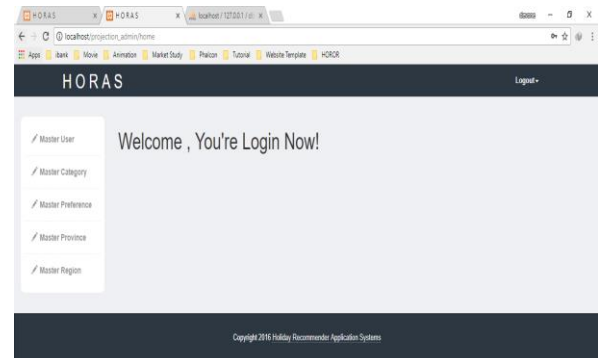 HORAS
HORAS
localhost / 127.0.0.1 / d
localhost/projection_admin/home
Apps ibank Movie Animation Market Study Phalcon Tutorial Website Template HOROR
HORAS
Logout
Master User
Master Category
Master Preference
Master Province
Master Region
Welcome , You're Login Now!
Copyright 2016 Holiday Recommender Application Systems